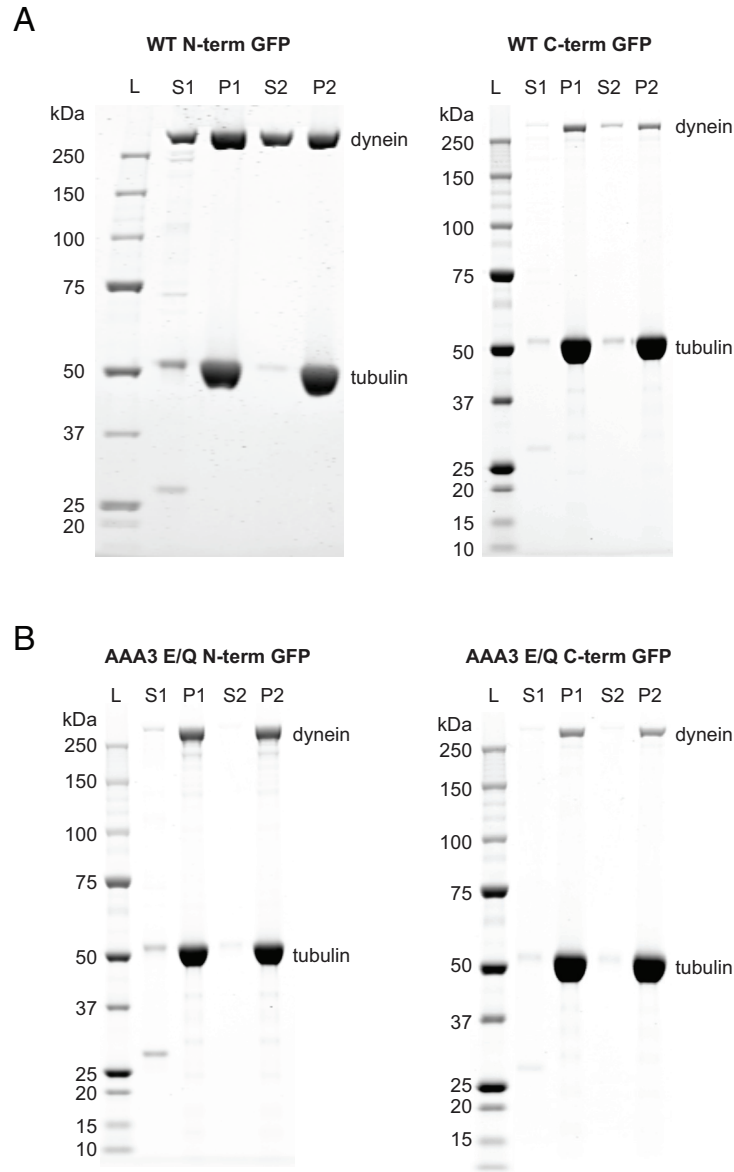 A
WT N-term GFP
L S1 P1 S2 P2
kDa
250
150
100
75
50
37
25
20
dynein
tubulin
WT C-term GFP
L S1 P1 S2 P2
kDa
250
150
100
75
50
37
25
20
15
10
dynein
tubulin
B
AAA3 E/Q N-term GFP
L S1 P1 S2 P2
kDa
250
150
100
75
50
37
25
20
15
10
dynein
tubulin
AAA3 E/Q C-term GFP
L S1 P1 S2 P2
kDa
250
150
100
75
50
37
25
20
15
dynein
tubulin